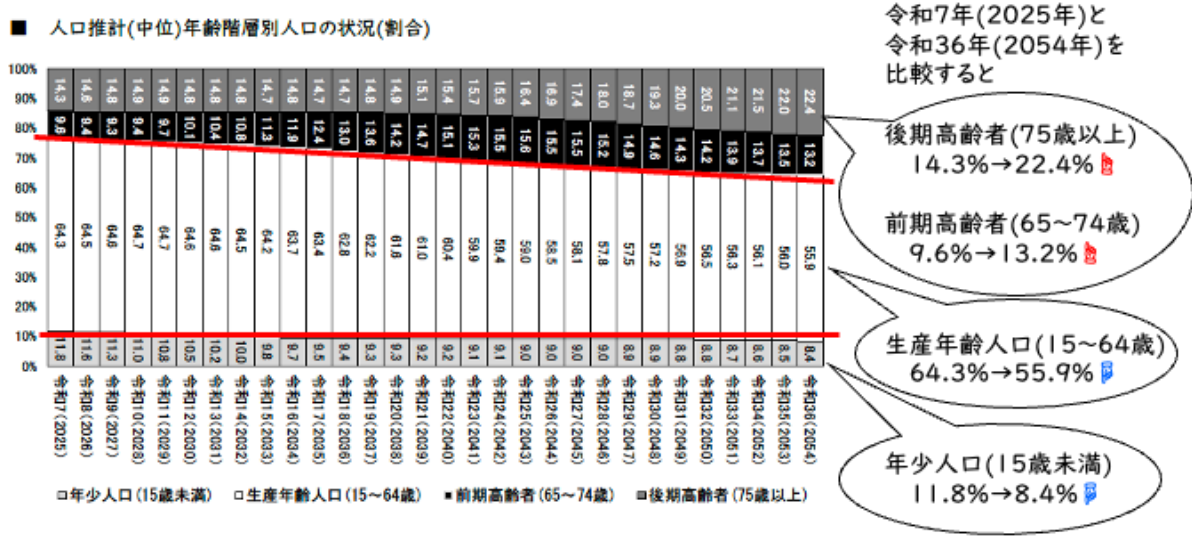 ■ 人口推計(中位)年齢階層別人口の状況(割合)
令和7年(2025年)と
令和36年(2054年)を
比較すると
100%
90%
80%
70%
60%
50%
40%
30%
20%
10%
0%
14.3 14.6 14.8 14.9 14.9 14.8 14.8 14.8 14.7 14.8 14.7 14.7 14.8 14.9 15.1 15.4 15.7 15.9 16.4 16.9 17.4 18.0 18.7 19.3 20.0 20.5 21.1 21.5 22.0 22.4
9.6 9.4 9.3 9.4 9.7 10.1 10.4 10.8 11.3 11.9 12.4 13.0 13.6 14.2 14.7 15.1 15.3 15.5 15.6 15.5 15.5 15.2 14.9 14.6 14.3 14.2 13.9 13.7 13.5 13.2
64.3 64.5 64.6 64.7 64.7 64.6 64.6 64.5 64.2 63.7 63.4 62.8 62.2 61.6 61.0 60.4 59.9 59.4 59.0 58.5 58.1 57.8 57.5 57.2 56.9 56.5 56.3 56.1 56.0 55.9
11.8 11.6 11.3 11.0 10.8 10.5 10.2 10.0 9.8 9.7 9.5 9.4 9.3 9.3 9.2 9.2 9.1 9.1 9.0 9.0 9.0 9.0 8.9 8.9 8.8 8.8 8.7 8.6 8.5 8.4
令和7(2025)
令和8(2026)
令和9(2027)
令和10(2028)
令和11(2029)
令和12(2030)
令和13(2031)
令和14(2032)
令和15(2033)
令和16(2034)
令和17(2035)
令和18(2036)
令和19(2037)
令和20(2038)
令和21(2039)
令和22(2040)
令和23(2041)
令和24(2042)
令和25(2043)
令和26(2044)
令和27(2045)
令和28(2046)
令和29(2047)
令和30(2048)
令和31(2049)
令和32(2050)
令和33(2051)
令和34(2052)
令和35(2053)
令和36(2054)
□年少人口(15歳未満) □生産年齢人口(15～64歳) ■前期高齢者(65～74歳) ■後期高齢者(75歳以上)
後期高齢者(75歳以上)
14.3%→22.4%
前期高齢者(65～74歳)
9.6%→13.2%
生産年齢人口(15～64歳)
64.3%→55.9%
年少人口(15歳未満)
11.8%→8.4%